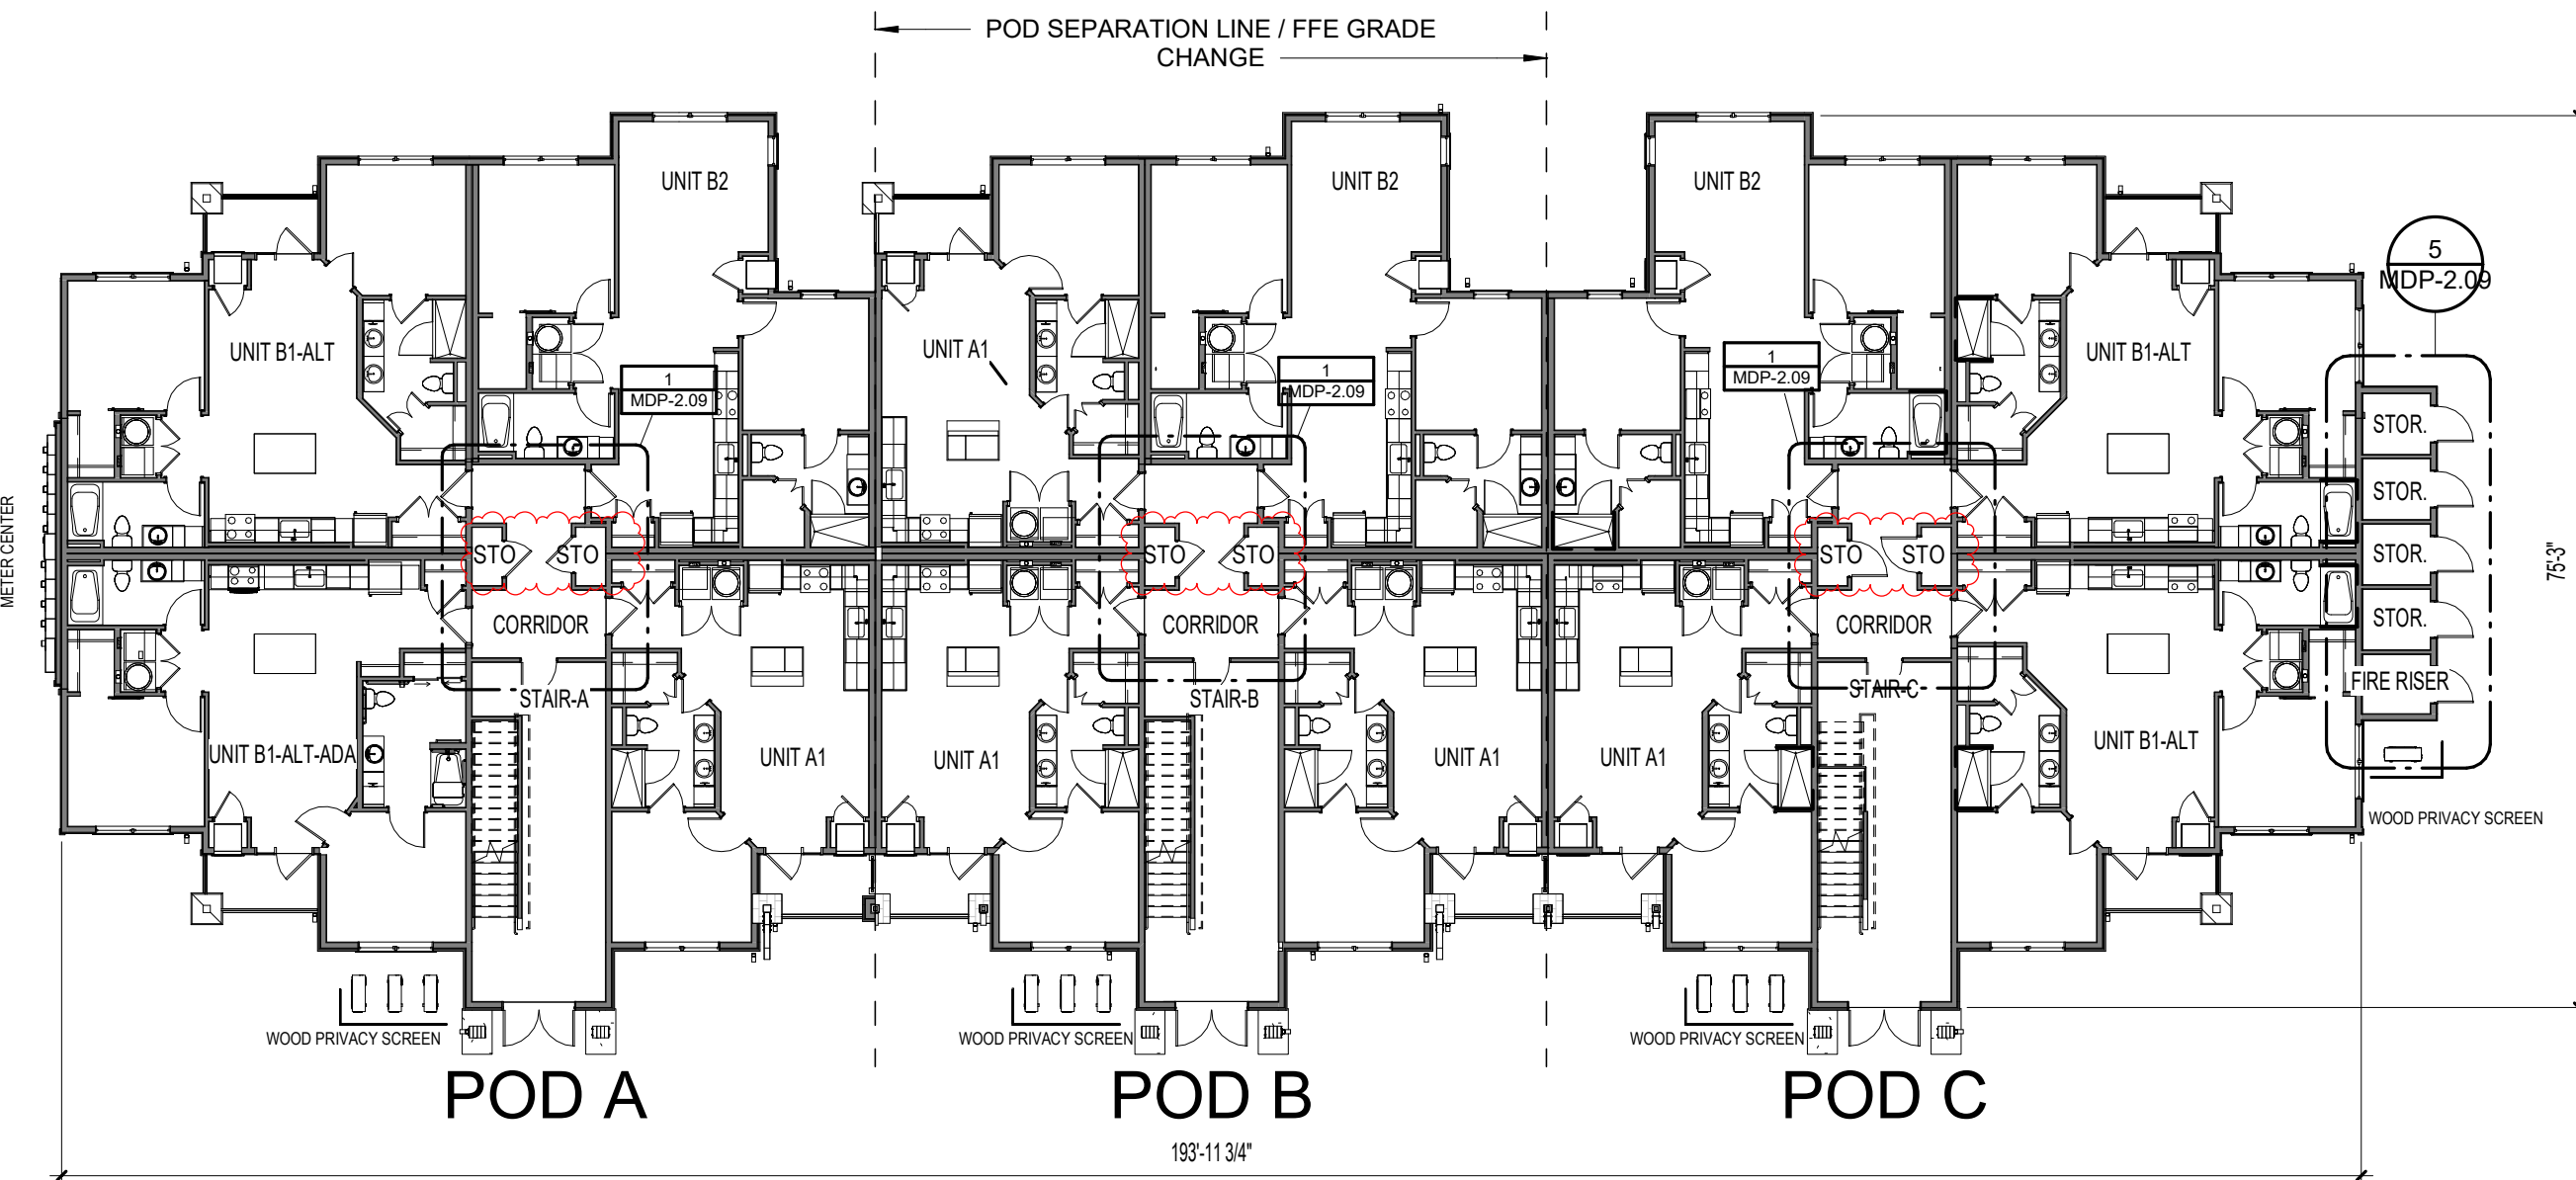 POD SEPARATION LINE / FFE GRADE
CHANGE
UNIT B2
UNIT B2
UNIT B2
5
MDP-2.09
UNIT B1-ALT
UNIT A1
UNIT B1-ALT
1
MDP-2.09
1
MDP-2.09
1
MDP-2.09
STOR.
STOR.
STOR.
STOR.
FIRE RISER
METER CENTER
STO
STO
STO
STO
STO
STO
75'-3"
CORRIDOR
CORRIDOR
CORRIDOR
STAIR-A
STAIR-B
STAIR-C
UNIT B1-ALT-ADA
UNIT A1
UNIT A1
UNIT A1
UNIT A1
UNIT B1-ALT
WOOD PRIVACY SCREEN
WOOD PRIVACY SCREEN
WOOD PRIVACY SCREEN
WOOD PRIVACY SCREEN
POD A
POD B
POD C
193'-11 3/4"